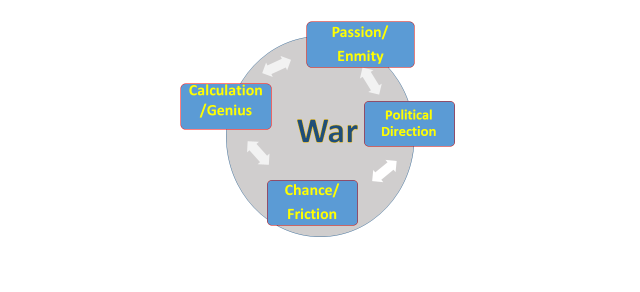 Passion/
Enmity
Calculation
/Genius
Political
Direction
War
Chance/
Friction